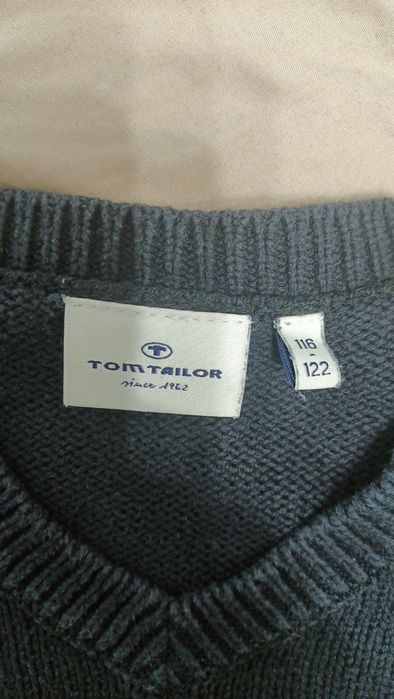 T
TOM TAILOR
since 1962
116
-
122